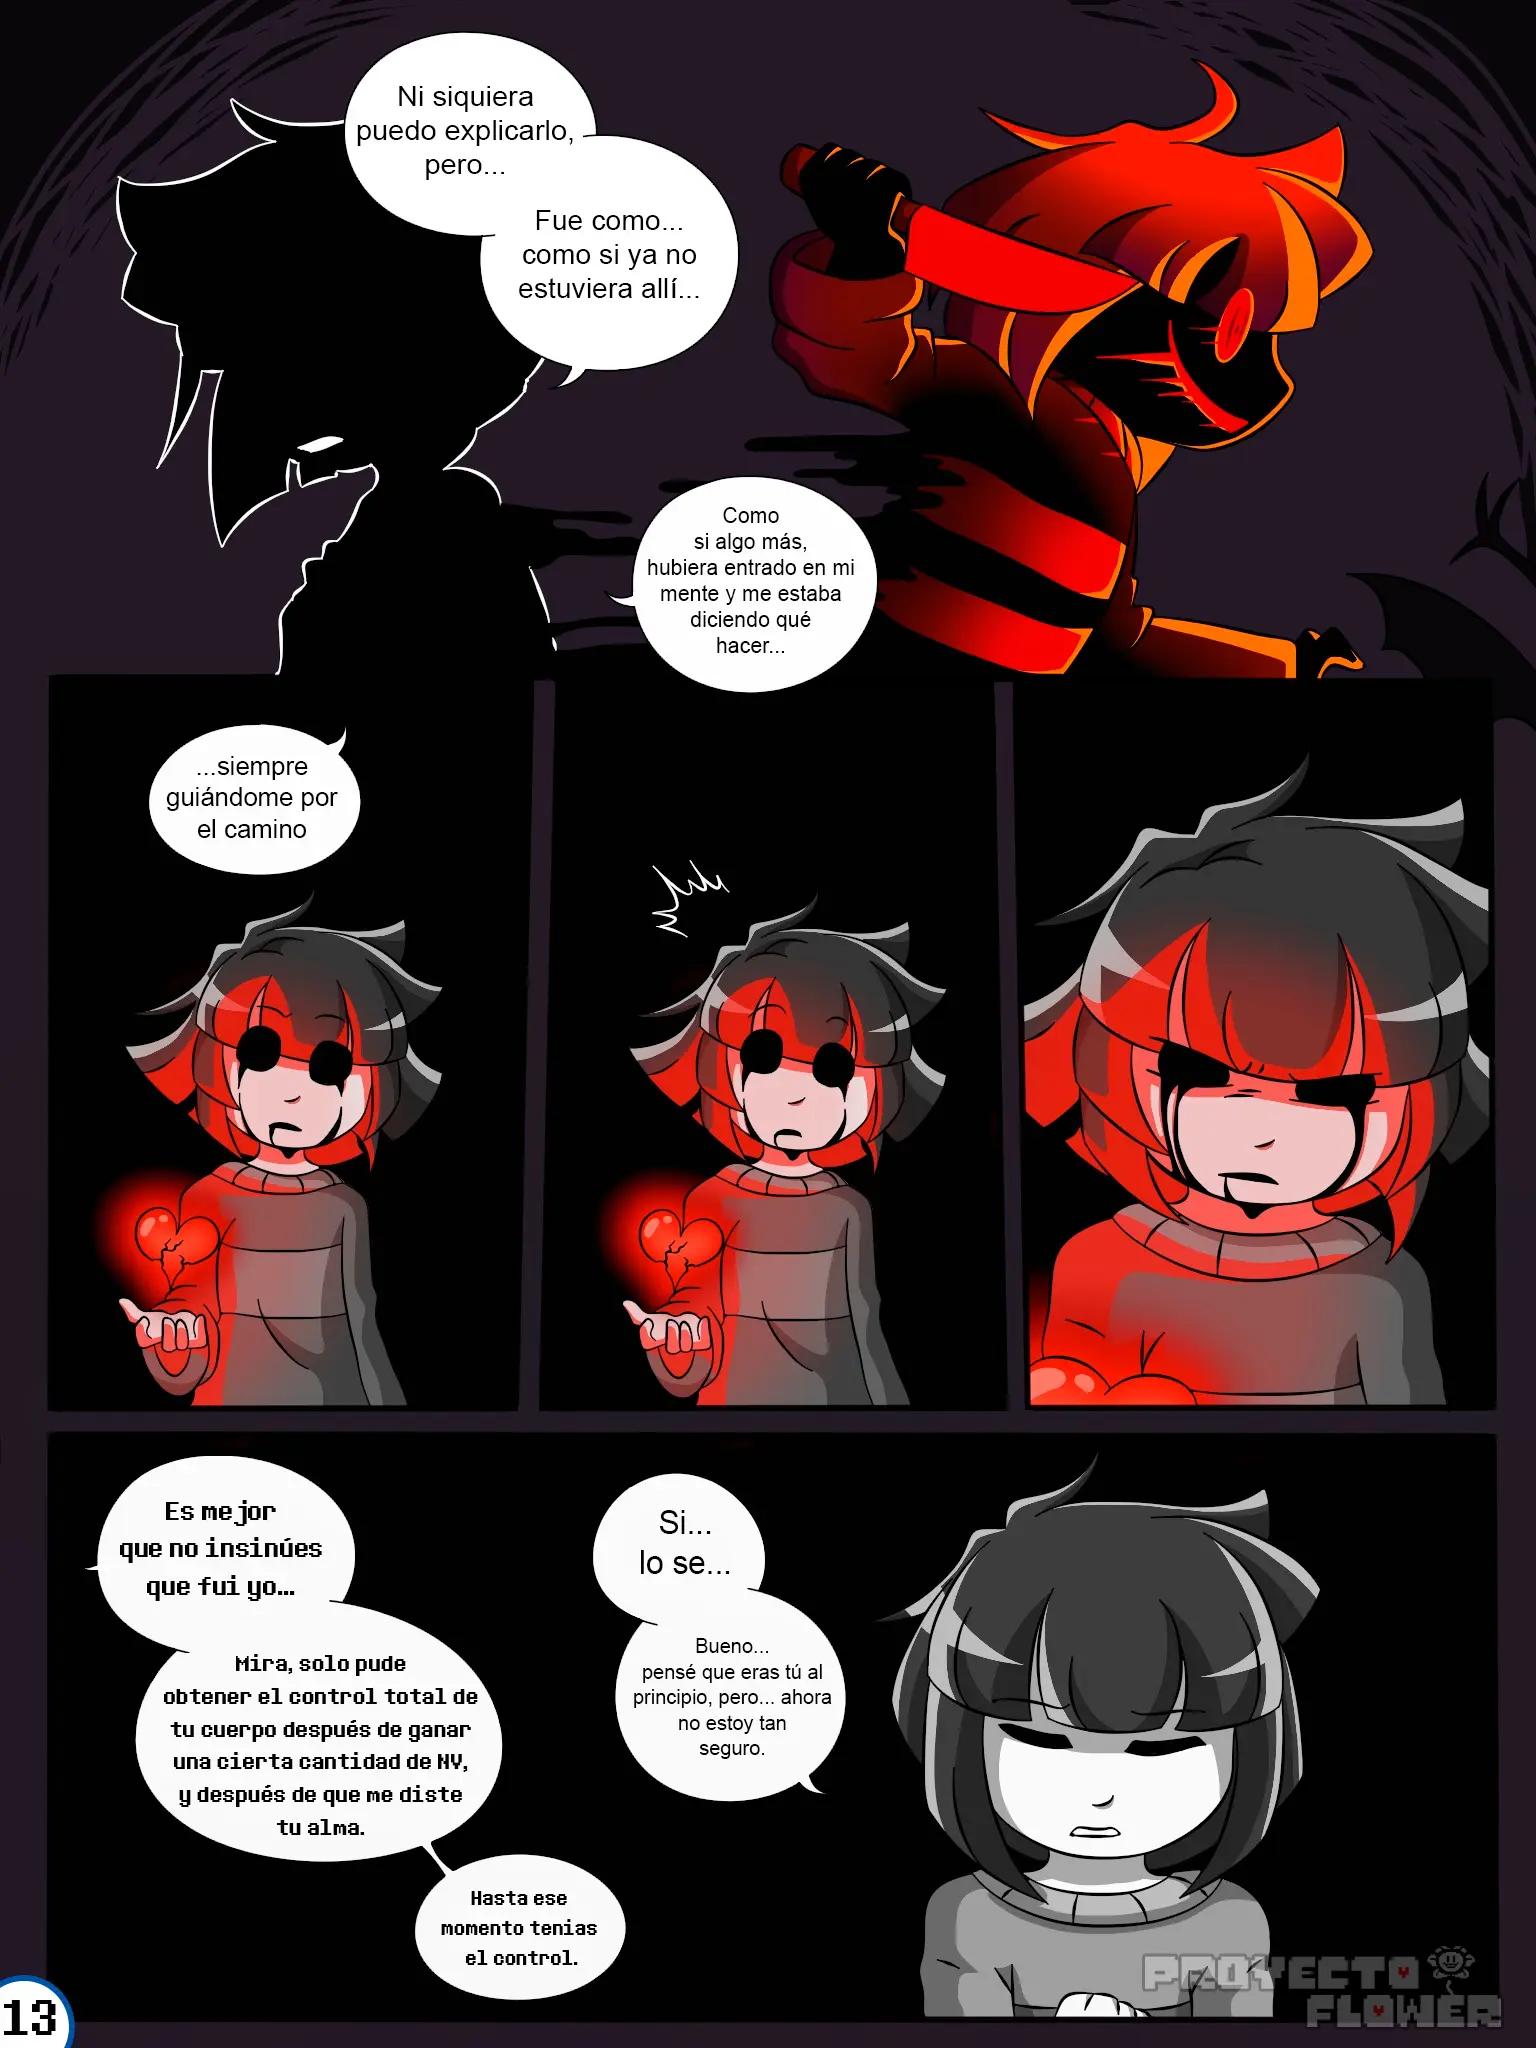 Ni siquiera
puedo explicarlo,
pero...
Fue como...
como si ya no
estuviera allí...
Como
si algo más,
hubiera entrado en mi
mente y me estaba
diciendo qué
hacer...
...siempre
guiándome por
el camino
Es mejor
que no insinúes
que fui yo...
Mira, solo pude
obtener el control total de
tu cuerpo después de ganar
una cierta cantidad de NV,
y después de que me diste
tu alma.
Hasta ese
momento tenias
el control.
Si...
lo se...
Bueno...
pensé que eras tú al
principio, pero... ahora
no estoy tan
seguro.
PROYECTO
FLOWER
13